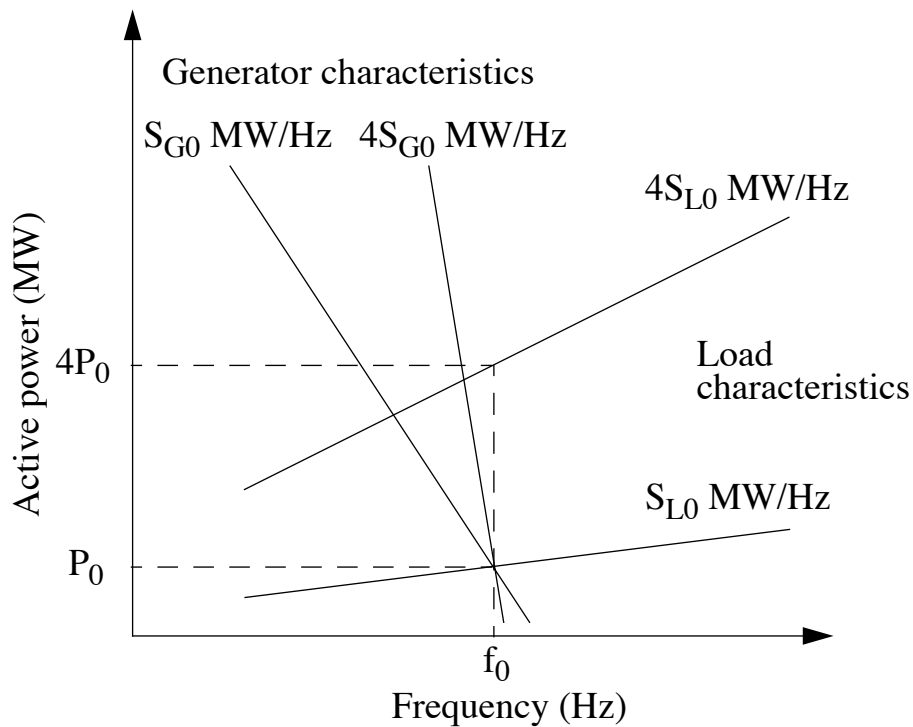 Generator characteristics
S_G0 MW/Hz 4S_G0 MW/Hz
4S_L0 MW/Hz
Active power (MW)
4P_0
Load
characteristics
S_L0 MW/Hz
P_0
f_0
Frequency (Hz)